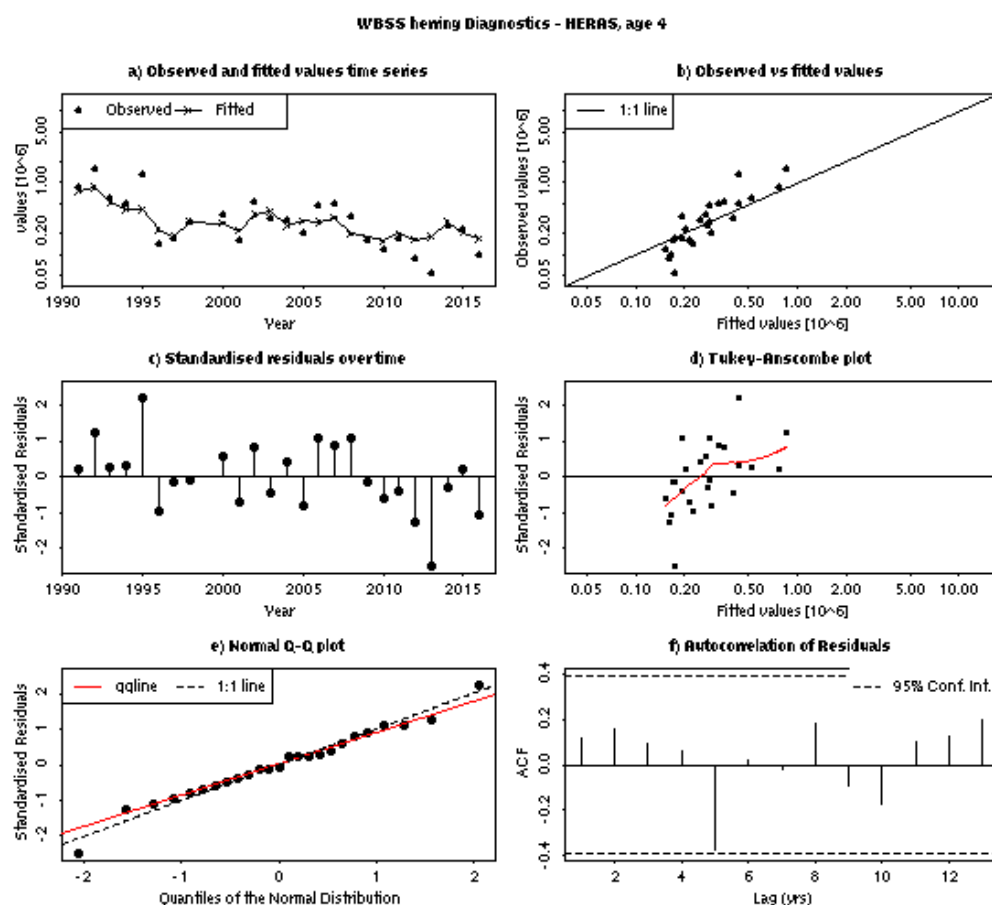 WBSS herring Diagnostics - HERAS, age 4
a) Observed and fitted values time series
Observed Fitted
values [10^6]
5.00
1.00
0.20
0.05
1990 1995 2000 2005 2010 2015
Year
b) Observed vs fitted values
1:1 line
Observed values [10^6]
5.00
1.00
0.20
0.05
0.05 0.10 0.20 0.50 1.00 2.00 5.00 10.00
Fitted values [10^6]
c) Standardised residuals over time
Standardised Residuals
2
1
0
-1
-2
1990 1995 2000 2005 2010 2015
Year
d) Tukey-Anscombe plot
Standardised Residuals
2
1
0
-1
-2
0.05 0.10 0.20 0.50 1.00 2.00 5.00 10.00
Fitted values [10^6]
e) Normal Q-Q plot
qqline 1:1 line
Standardised Residuals
2
1
0
-1
-2
-2 -1 0 1 2
Quantiles of the Normal Distribution
f) Autocorrelation of Residuals
95% Conf. Int.
ACF
0.4
0.2
0.0
-0.2
-0.4
2 4 6 8 10 12
Lag (yrs)